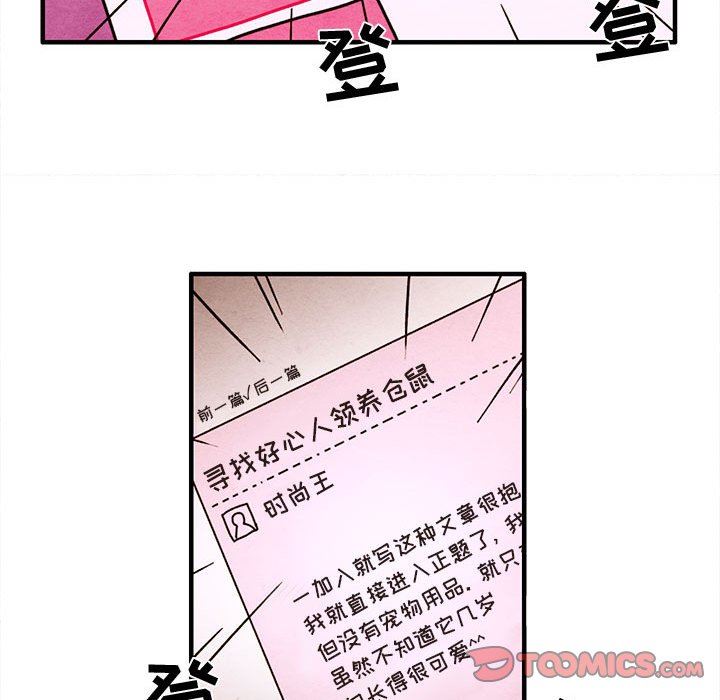 登
登
前一篇√后一篇
寻找好心人领养仓鼠
时尚王
一加入就写这种文章很抱
我就直接进入正题了，我
但没有宠物用品．就只
虽然不知道它几岁
长得很可爱^^
登
TOOMICS.COM